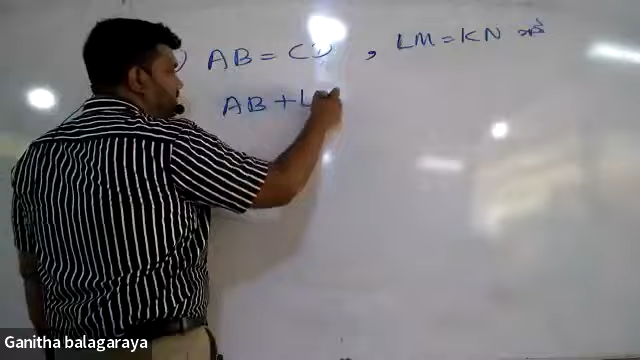 ) AB = CD , LM = KN නම්
AB + L
Ganitha balagaraya